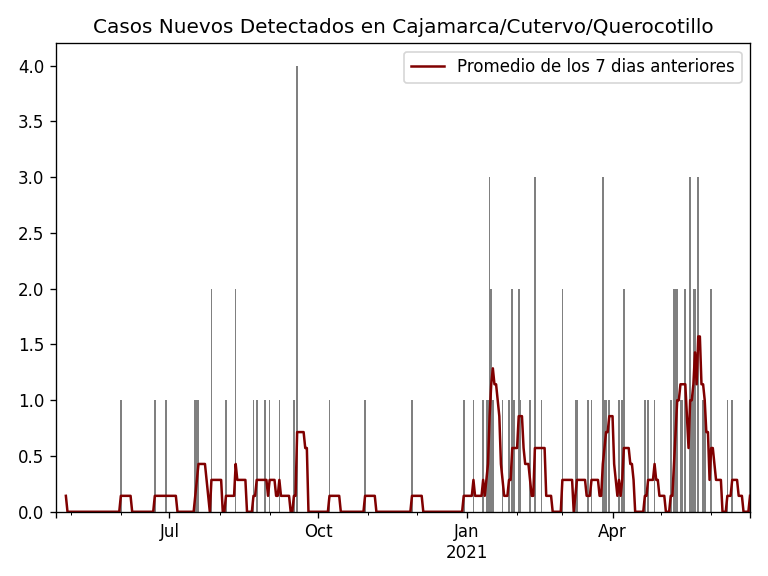 Casos Nuevos Detectados en Cajamarca/Cutervo/Querocotillo
Promedio de los 7 dias anteriores
4.0
3.5
3.0
2.5
2.0
1.5
1.0
0.5
0.0
Jul
Oct
Jan
2021
Apr